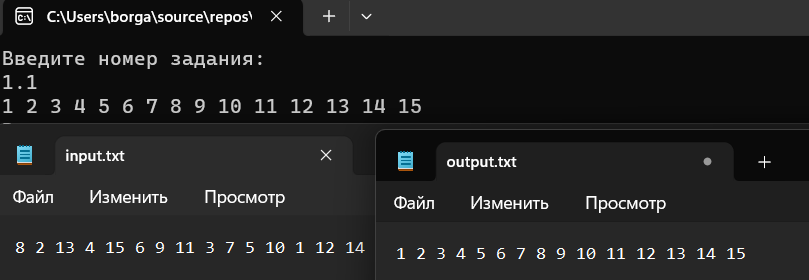 C:\Users\borga\source\repos\
Введите номер задания:
1.1
1 2 3 4 5 6 7 8 9 10 11 12 13 14 15
input.txt
Файл Изменить Просмотр
8 2 13 4 15 6 9 11 3 7 5 10 1 12 14
output.txt
Файл Изменить Просмотр
1 2 3 4 5 6 7 8 9 10 11 12 13 14 15